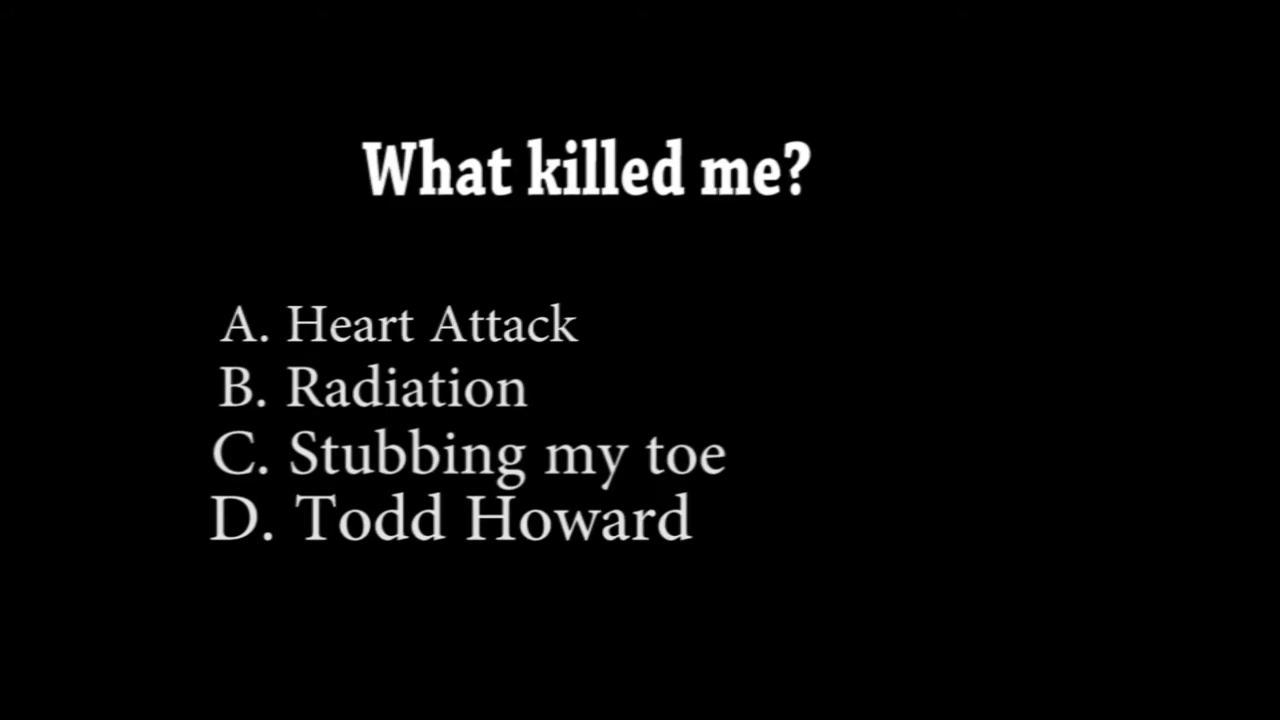 What killed me?
A. Heart Attack
B. Radiation
C. Stubbing my toe
D. Todd Howard